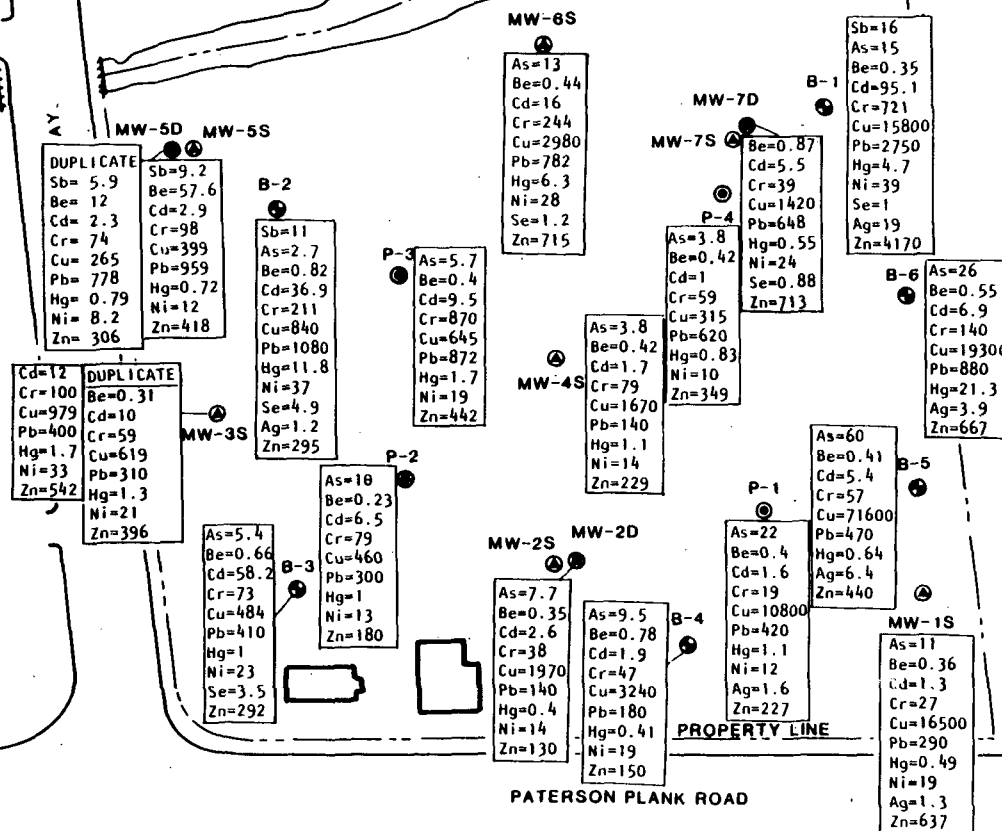 MW-6S
As=13
Be=0.44
Cd=16
Cr=244
Cu=2980
Pb=782
Hg=6.3
Ni=28
Se=1.2
Zn=715
B-1
Sb=16
As=15
Be=0.35
Cd=95.1
Cr=721
Cu=15800
Pb=2750
Hg=4.7
Ni=39
Se=1
Ag=19
Zn=4170
MW-7D
MW-7S
Be=0.87
Cd=5.5
Cr=39
Cu=1420
Pb=648
Hg=0.55
Ni=24
Se=0.88
Zn=713
AY.
MW-5D
MW-5S
DUPLICATE
Sb= 5.9
Be= 12
Cd= 2.3
Cr= 74
Cu= 265
Pb= 778
Hg= 0.79
Ni= 8.2
Zn= 306
Sb=9.2
Be=57.6
Cd=2.9
Cr=98
Cu=399
Pb=959
Hg=0.72
Ni=12
Zn=418
B-2
Sb=11
As=2.7
Be=0.82
Cd=36.9
Cr=211
Cu=840
Pb=1080
Hg=11.8
Ni=37
Se=4.9
Ag=1.2
Zn=295
P-3
As=5.7
Be=0.4
Cd=9.5
Cr=870
Cu=645
Pb=872
Hg=1.7
Ni=19
Zn=442
P-4
As=3.8
Be=0.42
Cd=1
Cr=59
Cu=315
Pb=620
Hg=0.83
Ni=10
Zn=349
B-6
As=26
Be=0.55
Cd=6.9
Cr=140
Cu=19300
Pb=880
Hg=21.3
Ag=3.9
Zn=667
MW-4S
As=3.8
Be=0.42
Cd=1.7
Cr=79
Cu=1670
Pb=140
Hg=1.1
Ni=14
Zn=229
Cd=12
Cr=100
Cu=979
Pb=400
Hg=1.7
Ni=33
Zn=542
DUPLICATE
Be=0.31
Cd=10
Cr=59
Cu=619
Pb=310
Hg=1.3
Ni=21
Zn=396
MW-3S
P-2
As=10
Be=0.23
Cd=6.5
Cr=79
Cu=460
Pb=300
Hg=1
Ni=13
Zn=180
B-3
As=5.4
Be=0.66
Cd=58.2
Cr=73
Cu=484
Pb=410
Hg=1
Ni=23
Se=3.5
Zn=292
B-5
As=60
Be=0.41
Cd=5.4
Cr=57
Cu=71600
Pb=470
Hg=0.64
Ag=6.4
Zn=440
P-1
As=22
Be=0.4
Cd=1.6
Cr=19
Cu=10800
Pb=420
Hg=1.1
Ni=12
Ag=1.6
Zn=227
MW-2S
MW-2D
As=7.7
Be=0.35
Cd=2.6
Cr=38
Cu=1970
Pb=140
Hg=0.4
Ni=14
Zn=130
B-4
As=9.5
Be=0.78
Cd=1.9
Cr=47
Cu=3240
Pb=180
Hg=0.41
Ni=19
Zn=150
MW-1S
As=11
Be=0.36
Cd=1.3
Cr=27
Cu=16500
Pb=290
Hg=0.49
Ni=19
Ag=1.3
Zn=637
PROPERTY LINE
PATERSON PLANK ROAD